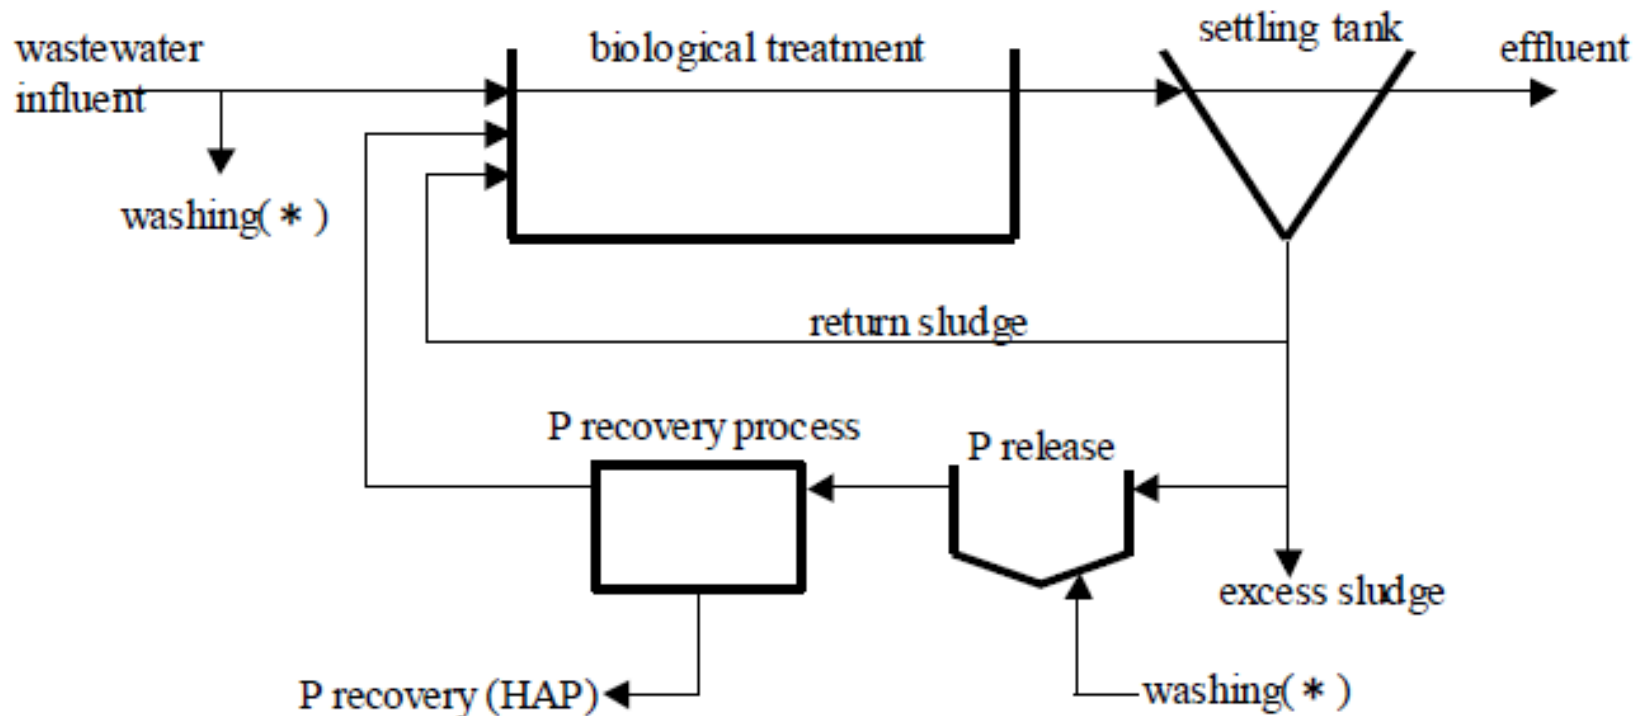 wastewater
influent
biological treatment
settling tank
effluent
washing( * )
return sludge
P recovery process
P release
excess sludge
P recovery (HAP)
washing( * )